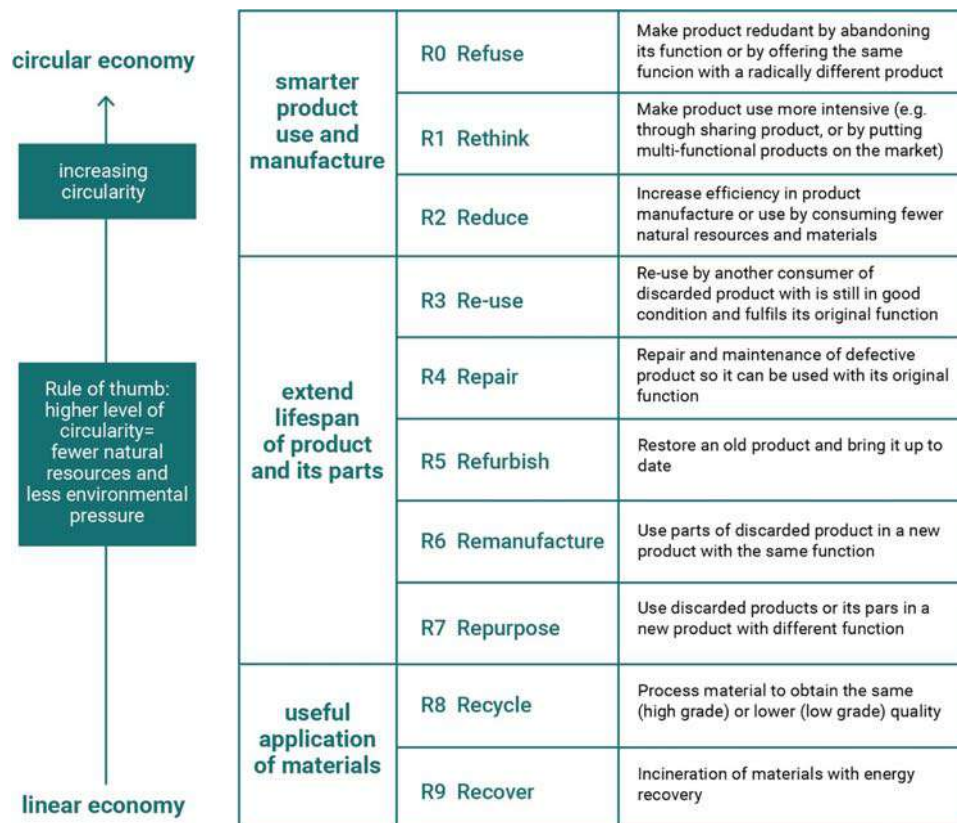 circular economy
increasing
circularity
Rule of thumb:
higher level of
circularity=
fewer natural
resources and
less environmental
pressure
linear economy
smarter
product
use and
manufacture
R0 Refuse
Make product redudant by abandoning
its function or by offering the same
funcion with a radically different product
R1 Rethink
Make product use more intensive (e.g.
through sharing product, or by putting
multi-functional products on the market)
R2 Reduce
Increase efficiency in product
manufacture or use by consuming fewer
natural resources and materials
extend
lifespan
of product
and its parts
R3 Re-use
Re-use by another consumer of
discarded product with is still in good
condition and fulfils its original function
R4 Repair
Repair and maintenance of defective
product so it can be used with its original
function
R5 Refurbish
Restore an old product and bring it up to
date
R6 Remanufacture
Use parts of discarded product in a new
product with the same function
R7 Repurpose
Use discarded products or its pars in a
new product with different function
useful
application
of materials
R8 Recycle
Process material to obtain the same
(high grade) or lower (low grade) quality
R9 Recover
Incineration of materials with energy
recovery